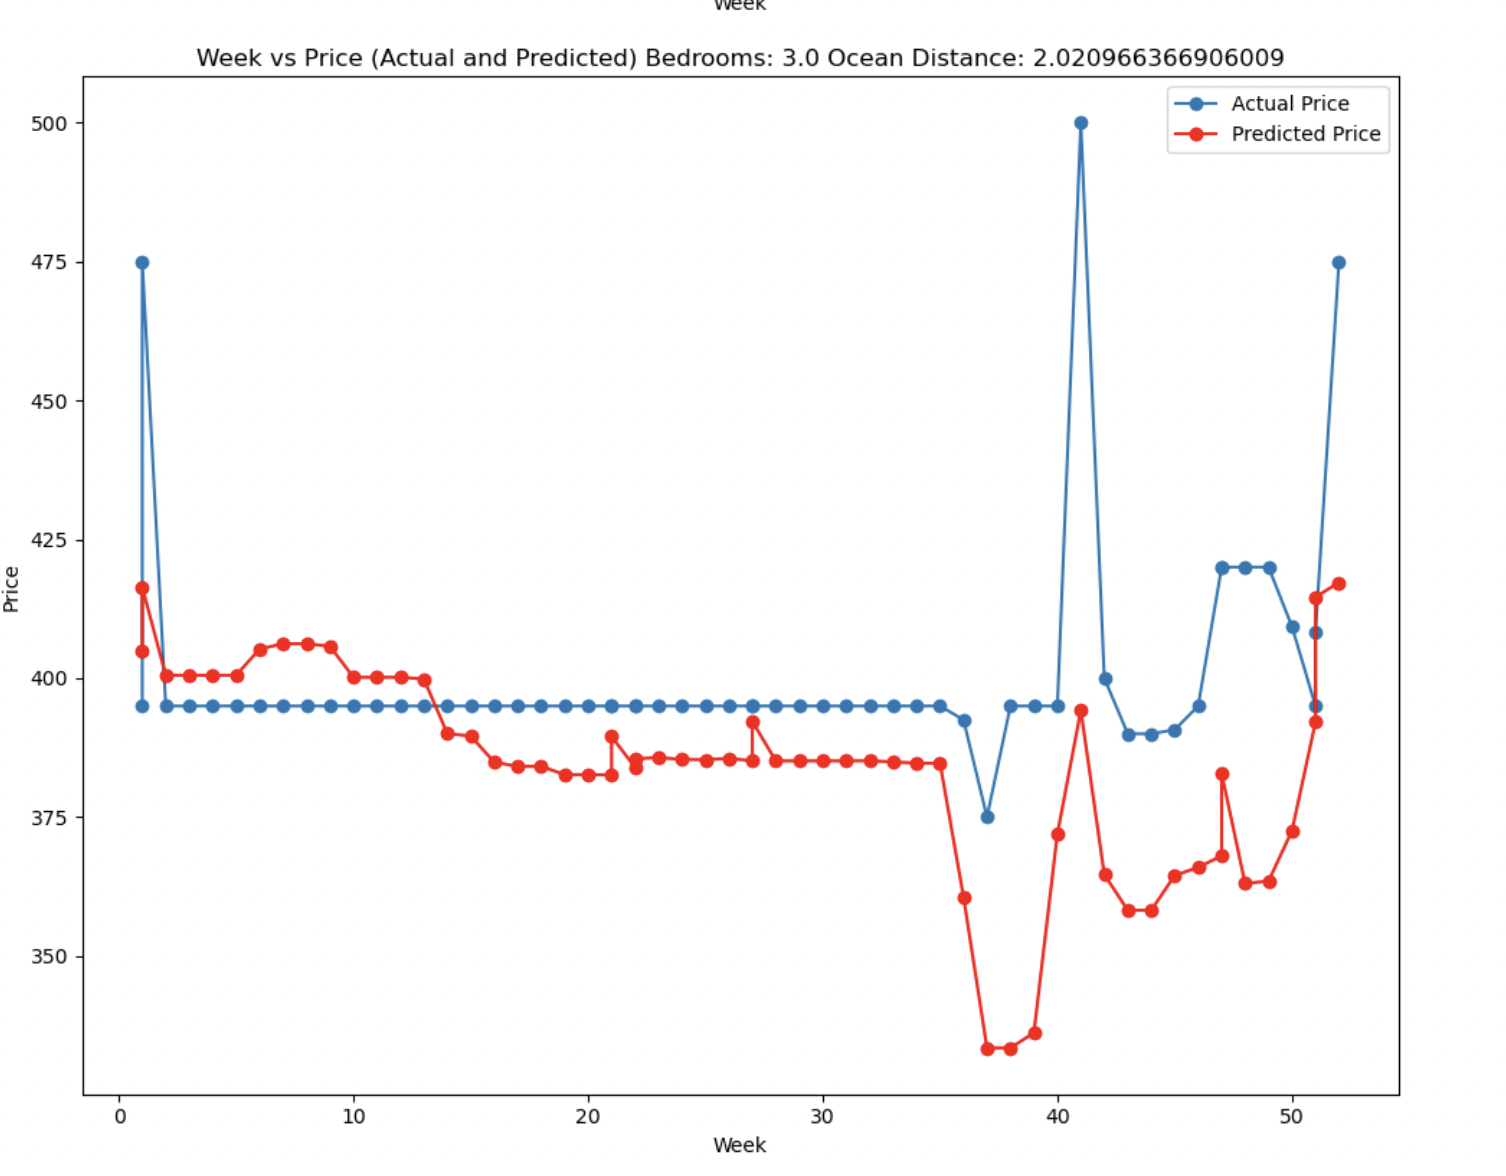 Week
Week vs Price (Actual and Predicted) Bedrooms: 3.0 Ocean Distance: 2.020966366906009
Actual Price
Predicted Price
500
475
450
425
400
375
350
Price
0 10 20 30 40 50
Week